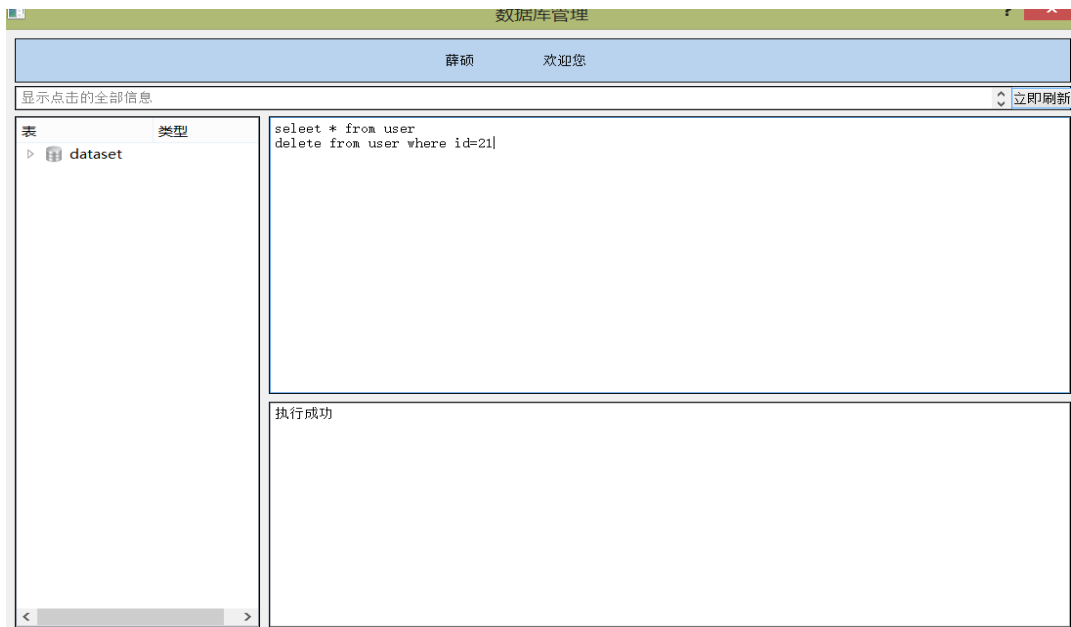 数据库管理 ?
薛硕 欢迎您
显示点击的全部信息 立即刷新
表 类型
dataset
seleet * from user
delete from user where id=21
执行成功